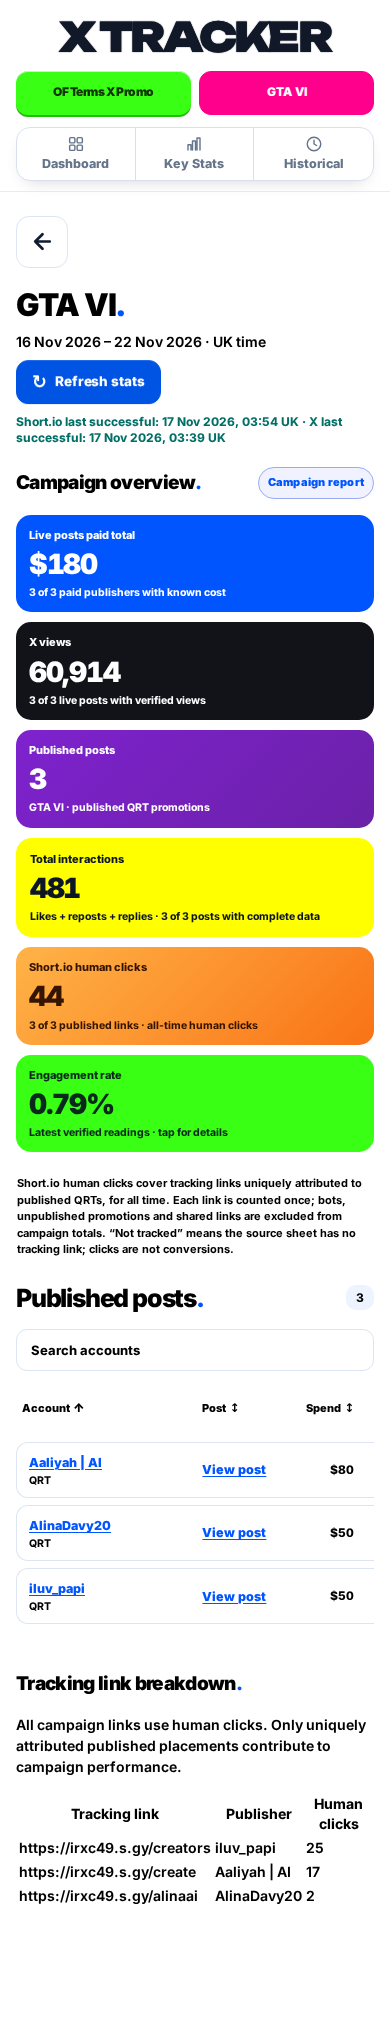 X TRACKER
OF Terms X Promo
GTA VI
Dashboard
Key Stats
Historical
←
GTA VI.
16 Nov 2026 – 22 Nov 2026 · UK time
↻ Refresh stats
Short.io last successful: 17 Nov 2026, 03:54 UK · X last
successful: 17 Nov 2026, 03:39 UK
Campaign overview.
Campaign report
Live posts paid total
$180
3 of 3 paid publishers with known cost
X views
60,914
3 of 3 live posts with verified views
Published posts
3
GTA VI · published QRT promotions
Total interactions
481
Likes + reposts + replies · 3 of 3 posts with complete data
Short.io human clicks
44
3 of 3 published links · all-time human clicks
Engagement rate
0.79%
Latest verified readings · tap for details
Short.io human clicks cover tracking links uniquely attributed to
published QRTs, for all time. Each link is counted once; bots,
unpublished promotions and shared links are excluded from
campaign totals. “Not tracked” means the source sheet has no
tracking link; clicks are not conversions.
Published posts.
3
Search accounts
Account ↑ Post ↕ Spend ↕
Aaliyah | AI View post $80
QRT
AlinaDavy20 View post $50
QRT
iluv_papi View post $50
QRT
Tracking link breakdown.
All campaign links use human clicks. Only uniquely
attributed published placements contribute to
campaign performance.
Tracking link Publisher Human clicks
https://irxc49.s.gy/creators iluv_papi 25
https://irxc49.s.gy/create Aaliyah | AI 17
https://irxc49.s.gy/alinaai AlinaDavy20 2